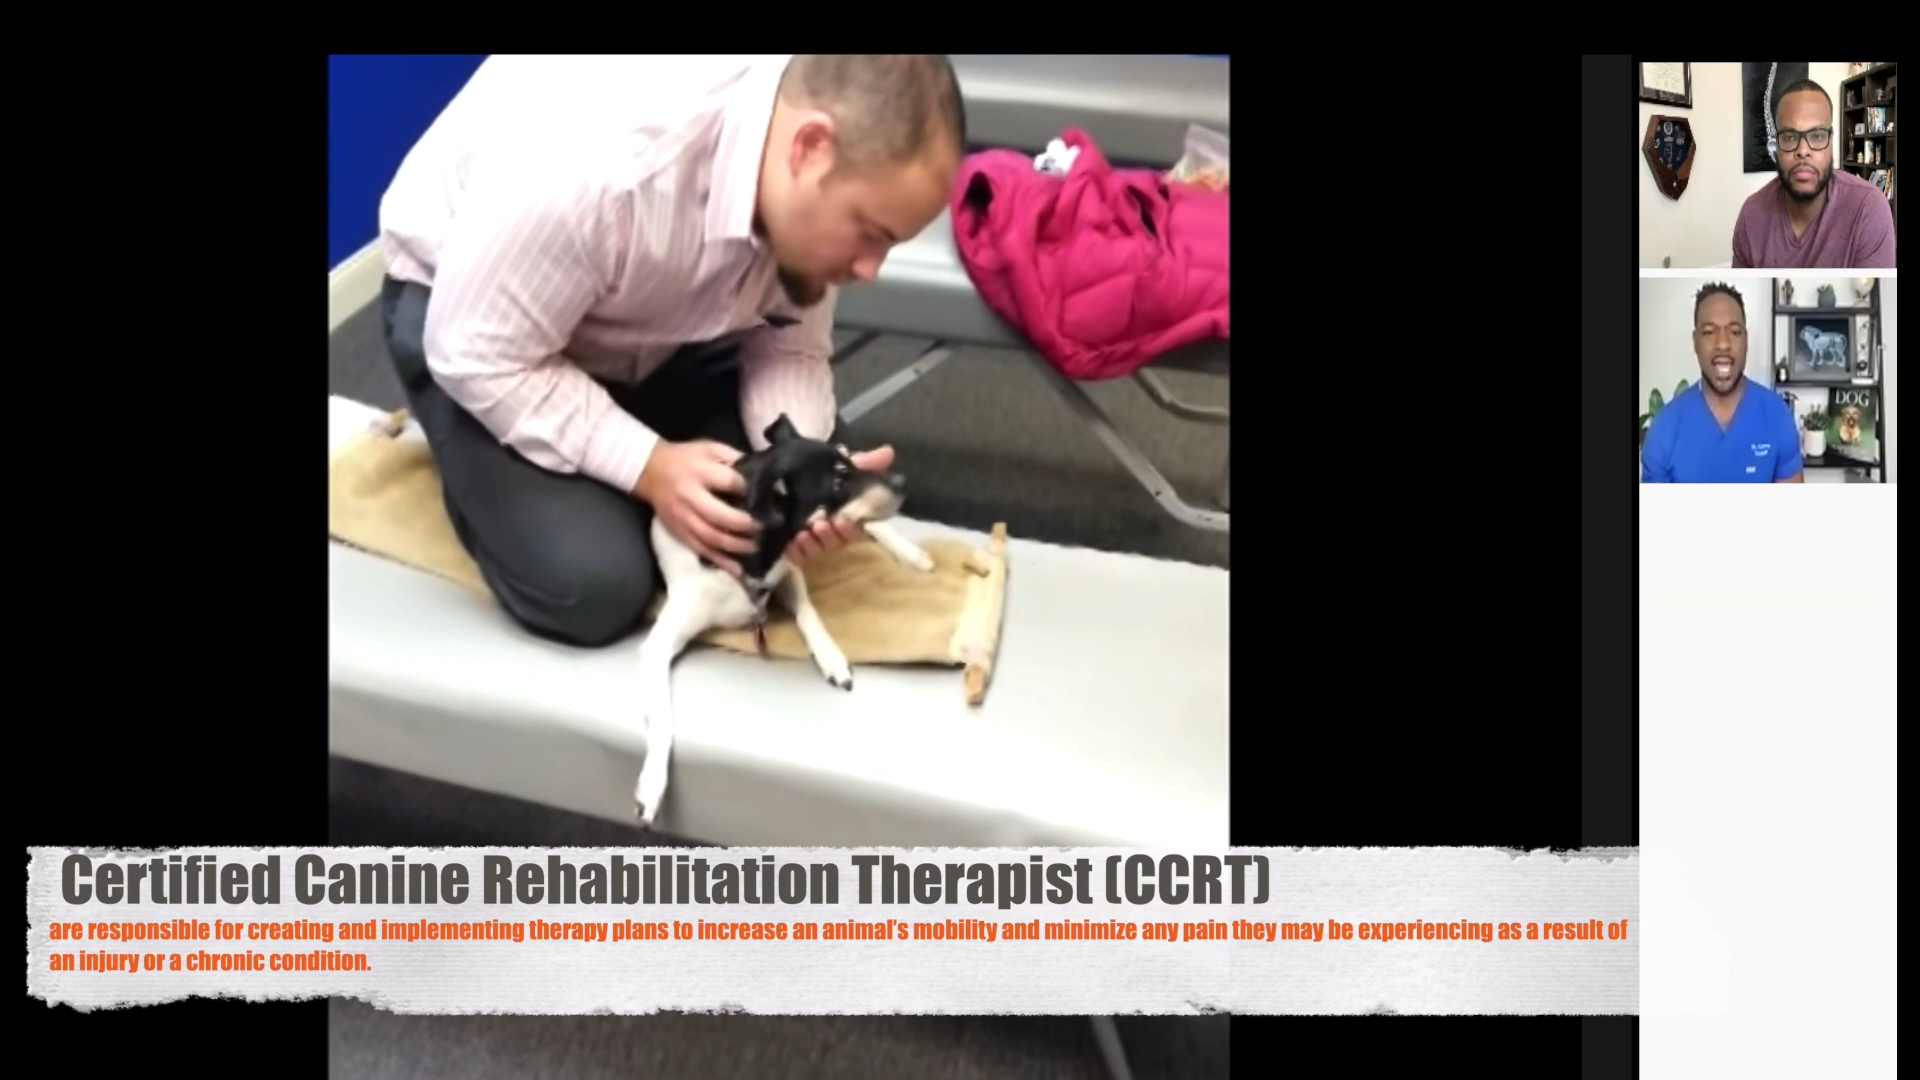 DOG
Certified Canine Rehabilitation Therapist (CCRT)
are responsible for creating and implementing therapy plans to increase an animal's mobility and minimize any pain they may be experiencing as a result of
an injury or a chronic condition.